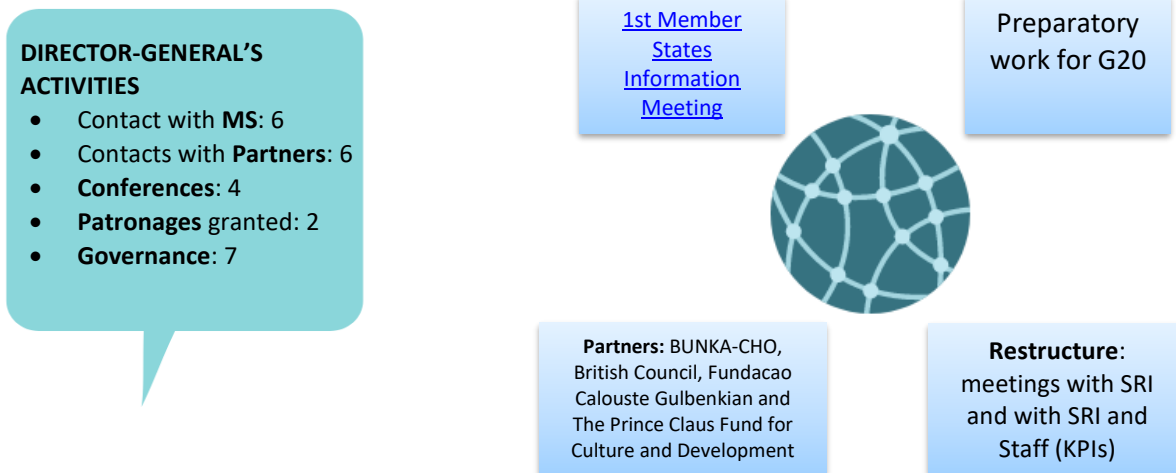 DIRECTOR-GENERAL’S
ACTIVITIES
• Contact with MS: 6
• Contacts with Partners: 6
• Conferences: 4
• Patronages granted: 2
• Governance: 7
1st Member
States
Information
Meeting
Preparatory
work for G20
Partners: BUNKA-CHO,
British Council, Fundacao
Calouste Gulbenkian and
The Prince Claus Fund for
Culture and Development
Restructure:
meetings with SRI
and with SRI and
Staff (KPIs)